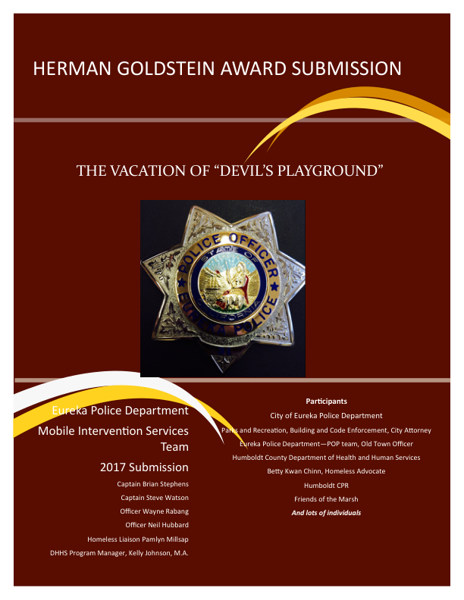 HERMAN GOLDSTEIN AWARD SUBMISSION
THE VACATION OF “DEVIL’S PLAYGROUND”
POLICE OFFICER
STATE OF
CALIFORNIA
POLICE
Eureka Police Department
Mobile Intervention Services
Team
2017 Submission
Captain Brian Stephens
Captain Steve Watson
Officer Wayne Rabang
Officer Neil Hubbard
Homeless Liaison Pamlyn Millsap
DHHS Program Manager, Kelly Johnson, M.A.
Participants
City of Eureka Police Department
Parks and Recreation, Building and Code Enforcement, City Attorney
Eureka Police Department—POP team, Old Town Officer
Humboldt County Department of Health and Human Services
Betty Kwan Chinn, Homeless Advocate
Humboldt CPR
Friends of the Marsh
And lots of individuals